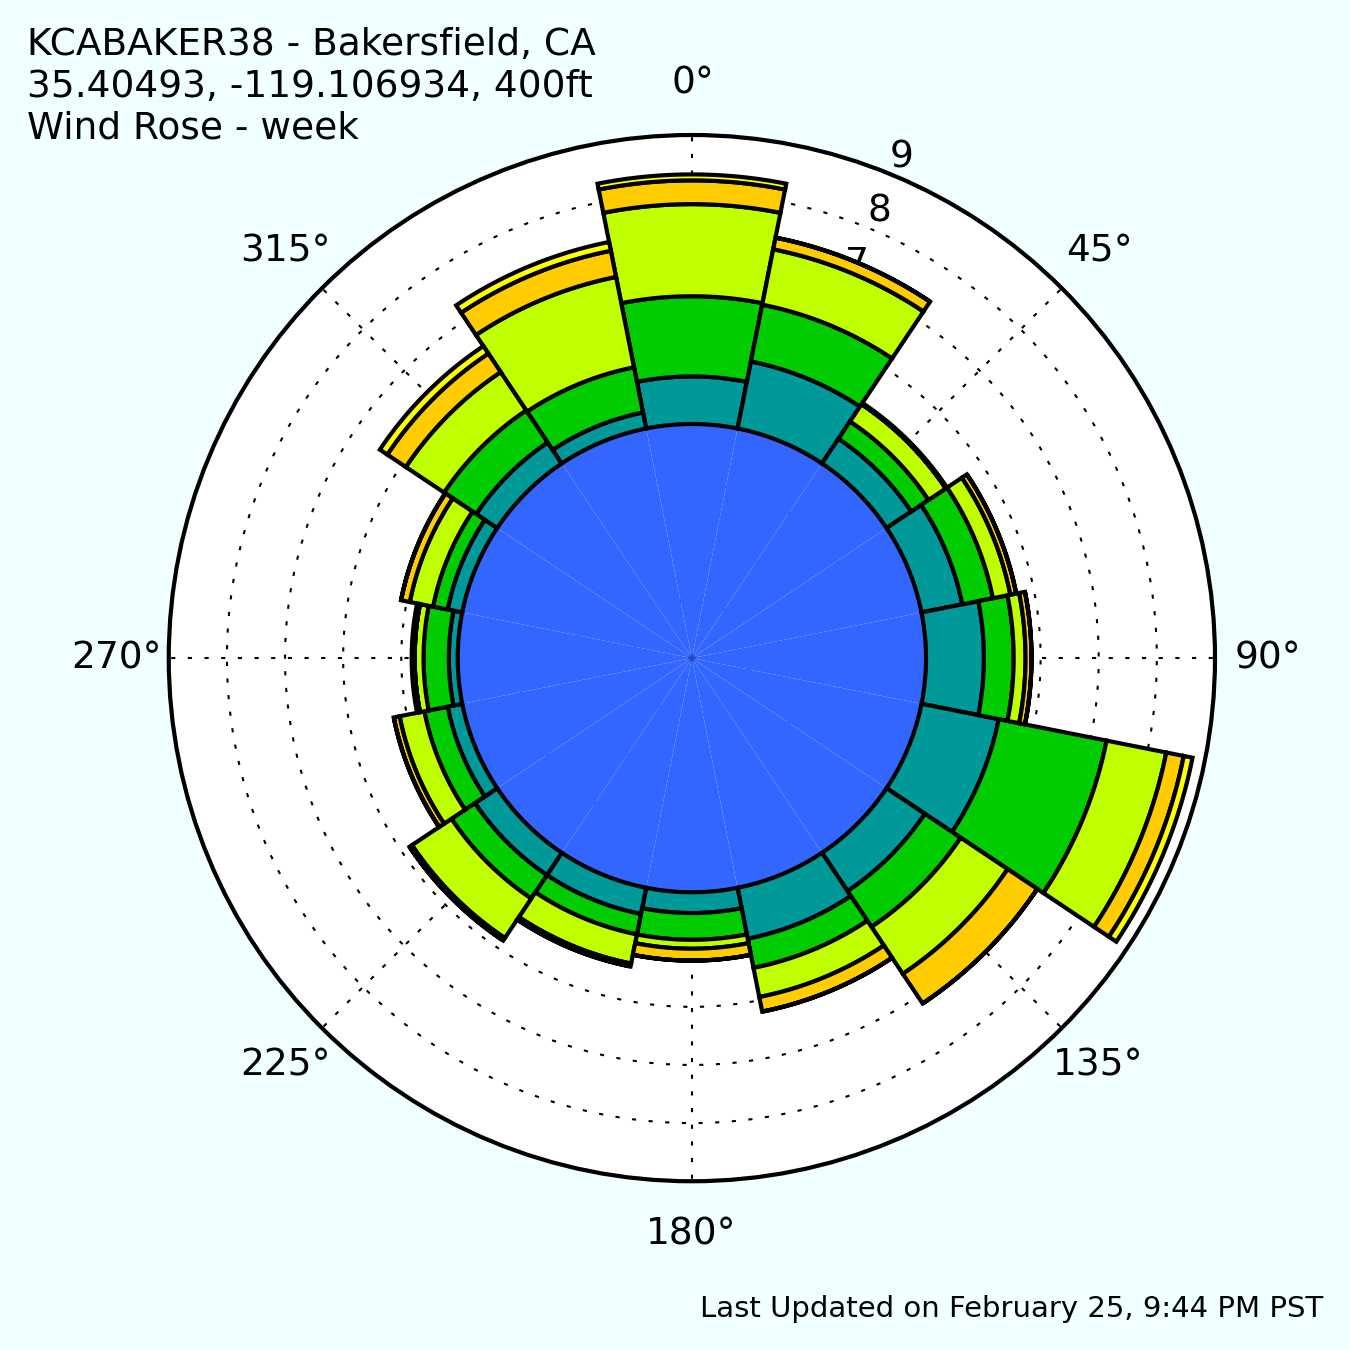 KCABAKER38 - Bakersfield, CA
35.40493, -119.106934, 400ft
Wind Rose - week
0°
9
8
7
315°
45°
270°
90°
225°
135°
180°
Last Updated on February 25, 9:44 PM PST